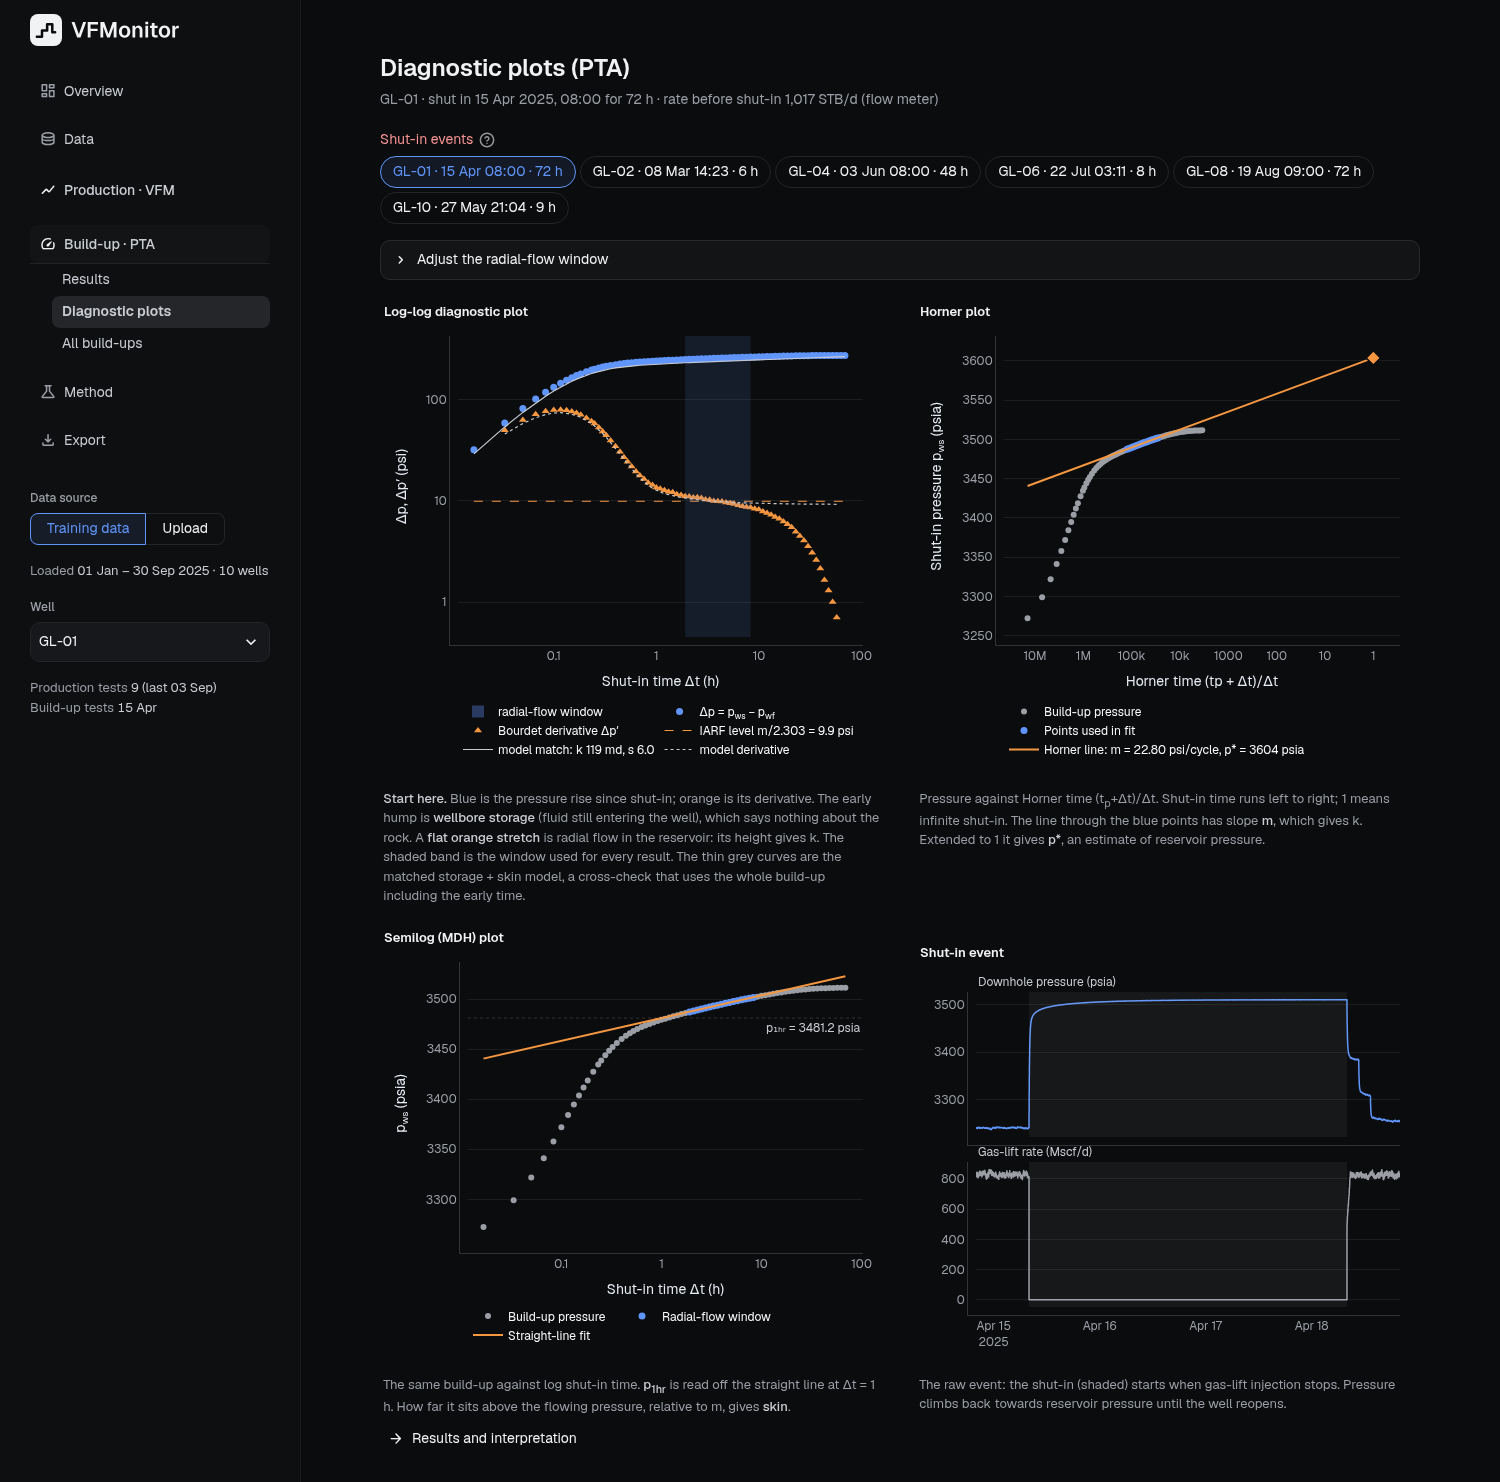 VFMonitor
Overview
Data
Production · VFM
Build-up · PTA
Results
Diagnostic plots
All build-ups
Method
Export
Data source
Training data
Upload
Loaded 01 Jan – 30 Sep 2025 · 10 wells
Well
GL-01
Production tests 9 (last 03 Sep)
Build-up tests 15 Apr
Diagnostic plots (PTA)
GL-01 · shut in 15 Apr 2025, 08:00 for 72 h · rate before shut-in 1,017 STB/d (flow meter)
Shut-in events
GL-01 · 15 Apr 08:00 · 72 h
GL-02 · 08 Mar 14:23 · 6 h
GL-04 · 03 Jun 08:00 · 48 h
GL-06 · 22 Jul 03:11 · 8 h
GL-08 · 19 Aug 09:00 · 72 h
GL-10 · 27 May 21:04 · 9 h
Adjust the radial-flow window
Log-log diagnostic plot
100
10
1
Δp, Δp′ (psi)
0.1
1
10
100
Shut-in time Δt (h)
radial-flow window
Δp = pws − pwf
Bourdet derivative Δp′
IARF level m/2.303 = 9.9 psi
model match: k 119 md, s 6.0
model derivative
Start here. Blue is the pressure rise since shut-in; orange is its derivative. The early
hump is wellbore storage (fluid still entering the well), which says nothing about the
rock. A flat orange stretch is radial flow in the reservoir: its height gives k. The
shaded band is the window used for every result. The thin grey curves are the
matched storage + skin model, a cross-check that uses the whole build-up
including the early time.
Horner plot
3600
3550
3500
3450
3400
3350
3300
3250
Shut-in pressure pws (psia)
10M
1M
100k
10k
1000
100
10
1
Horner time (tp + Δt)/Δt
Build-up pressure
Points used in fit
Horner line: m = 22.80 psi/cycle, p* = 3604 psia
Pressure against Horner time (tp+Δt)/Δt. Shut-in time runs left to right; 1 means
infinite shut-in. The line through the blue points has slope m, which gives k.
Extended to 1 it gives p*, an estimate of reservoir pressure.
Semilog (MDH) plot
3500
3450
3400
3350
3300
pws (psia)
p1hr = 3481.2 psia
0.1
1
10
100
Shut-in time Δt (h)
Build-up pressure
Radial-flow window
Straight-line fit
The same build-up against log shut-in time. p1hr is read off the straight line at Δt = 1
h. How far it sits above the flowing pressure, relative to m, gives skin.
Shut-in event
Downhole pressure (psia)
3500
3400
3300
Gas-lift rate (Mscf/d)
800
600
400
200
0
Apr 15
2025
Apr 16
Apr 17
Apr 18
The raw event: the shut-in (shaded) starts when gas-lift injection stops. Pressure
climbs back towards reservoir pressure until the well reopens.
Results and interpretation